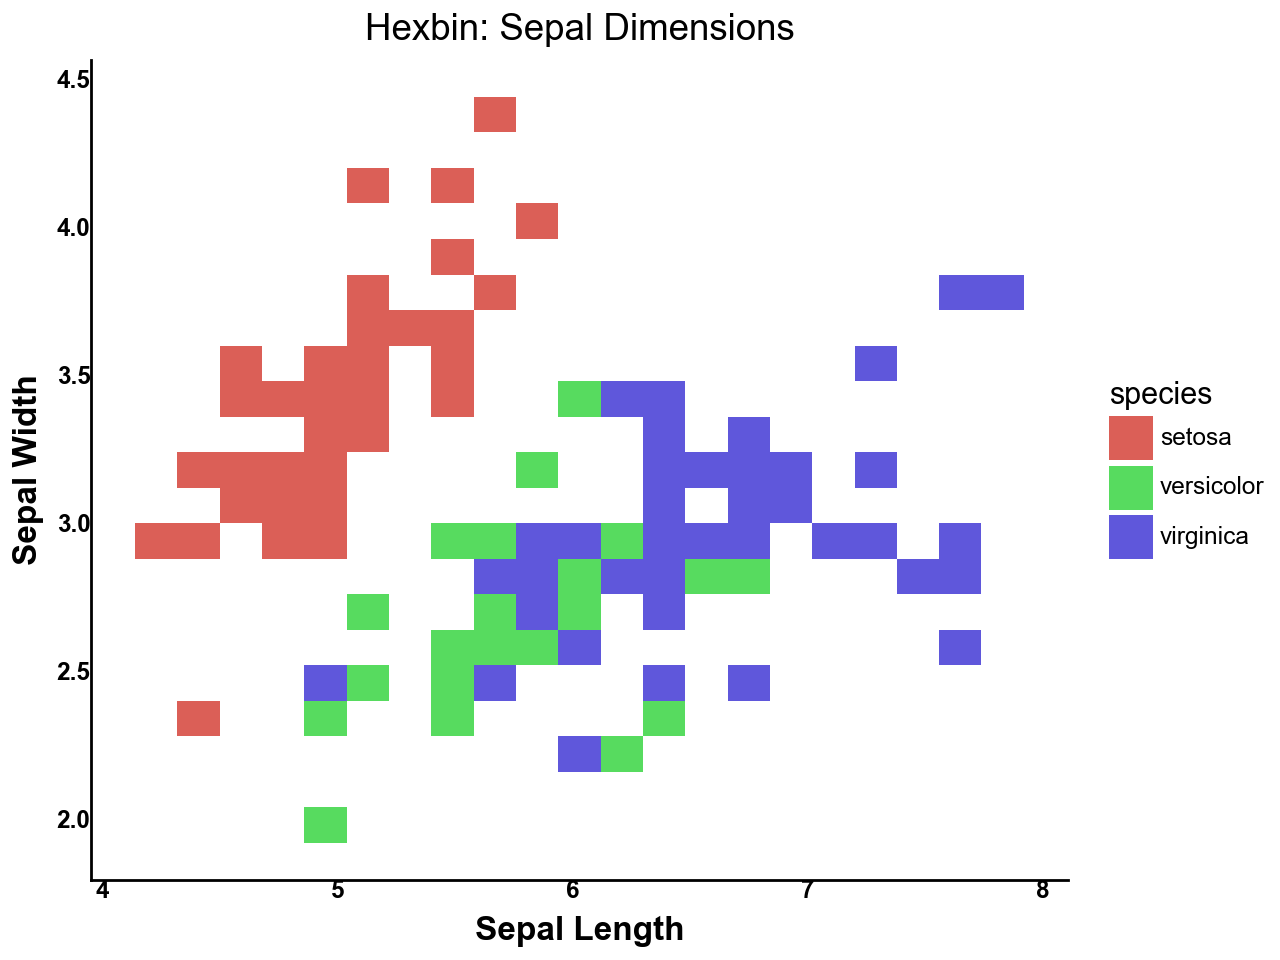 Hexbin: Sepal Dimensions
4.5
4.0
3.5
3.0
2.5
2.0
Sepal Width
4 5 6 7 8
Sepal Length
species
setosa
versicolor
virginica